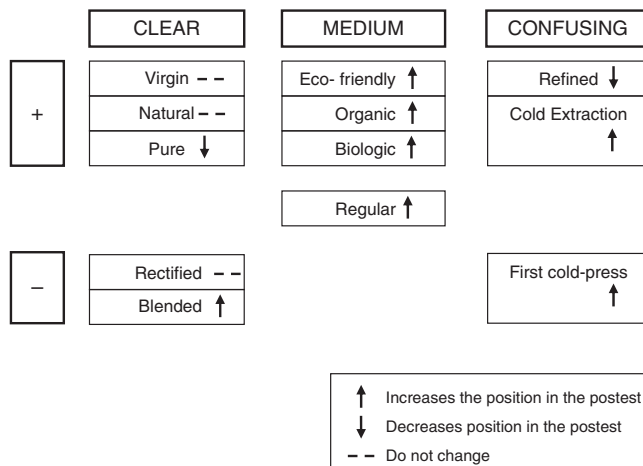 CLEAR MEDIUM CONFUSING
+
Virgin – –
Natural – –
Pure ↓
Eco- friendly ↑
Organic ↑
Biologic ↑
Refined ↓
Cold Extraction
↑
Regular ↑
–
Rectified – –
Blended ↑
First cold-press
↑
↑ Increases the position in the postest
↓ Decreases position in the postest
– – Do not change